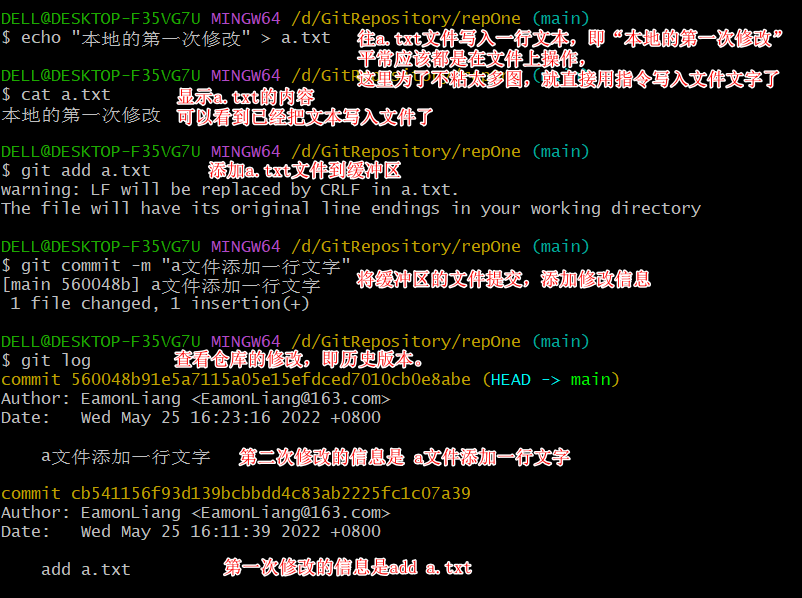 DELL@DESKTOP-F35VG7U MINGW64 /d/GitRepository/repOne (main)
$ echo "本地的第一次修改" > a.txt 往a.txt文件写入一行文本，即“本地的第一次修改”
平常应该都是在文件上操作，
DELL@DESKTOP-F35VG7U MINGW64 /d/GitRepository/repOne (main)
这里为了不粘太多图，就直接用指令写入文件文字了
$ cat a.txt 显示a.txt的内容
本地的第一次修改 可以看到已经把文本写入文件了
DELL@DESKTOP-F35VG7U MINGW64 /d/GitRepository/repOne (main)
$ git add a.txt 添加a.txt文件到缓冲区
warning: LF will be replaced by CRLF in a.txt.
The file will have its original line endings in your working directory
DELL@DESKTOP-F35VG7U MINGW64 /d/GitRepository/repOne (main)
$ git commit -m "a文件添加一行文字"
将缓冲区的文件提交，添加修改信息
[main 560048b] a文件添加一行文字
1 file changed, 1 insertion(+)
DELL@DESKTOP-F35VG7U MINGW64 /d/GitRepository/repOne (main)
$ git log 查看仓库的修改，即历史版本。
commit 560048b91e5a7115a05e15efdced7010cb0e8abe (HEAD -> main)
Author: EamonLiang <EamonLiang@163.com>
Date: Wed May 25 16:23:16 2022 +0800
a文件添加一行文字 第二次修改的信息是 a文件添加一行文字
commit cb541156f93d139bcbbdd4c83ab2225fc1c07a39
Author: EamonLiang <EamonLiang@163.com>
Date: Wed May 25 16:11:39 2022 +0800
add a.txt 第一次修改的信息是add a.txt